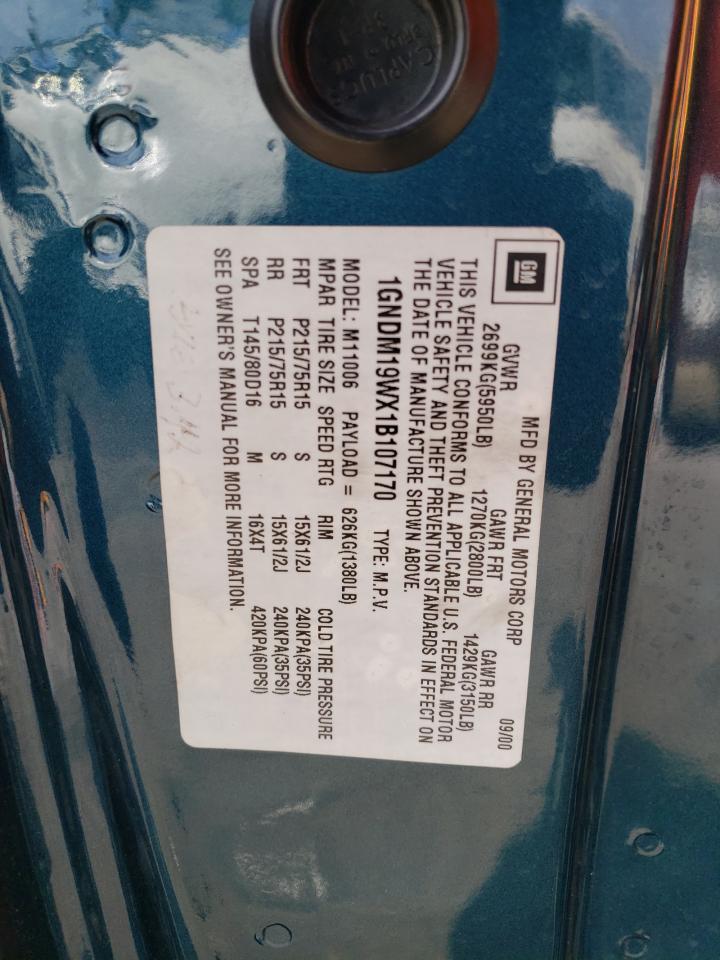 CAPLUGS
GM
MFD BY GENERAL MOTORS CORP 09/00
GVWR GAWR FRT GAWR RR
2699KG(5950LB) 1270KG(2800LB) 1429KG(3150LB)
THIS VEHICLE CONFORMS TO ALL APPLICABLE U.S. FEDERAL MOTOR
VEHICLE SAFETY AND THEFT PREVENTION STANDARDS IN EFFECT ON
THE DATE OF MANUFACTURE SHOWN ABOVE.
1GNDM19WX1B107170 TYPE: M.P.V.
MODEL: M11006 PAYLOAD = 626KG(1380LB)
MPAR TIRE SIZE SPEED RTG RIM COLD TIRE PRESSURE
FRT P215/75R15 S 15X61/2J 240KPA(35PSI)
RR P215/75R15 S 15X61/2J 240KPA(35PSI)
SPA T145/80D16 M 16X4T 420KPA(60PSI)
SEE OWNER'S MANUAL FOR MORE INFORMATION.